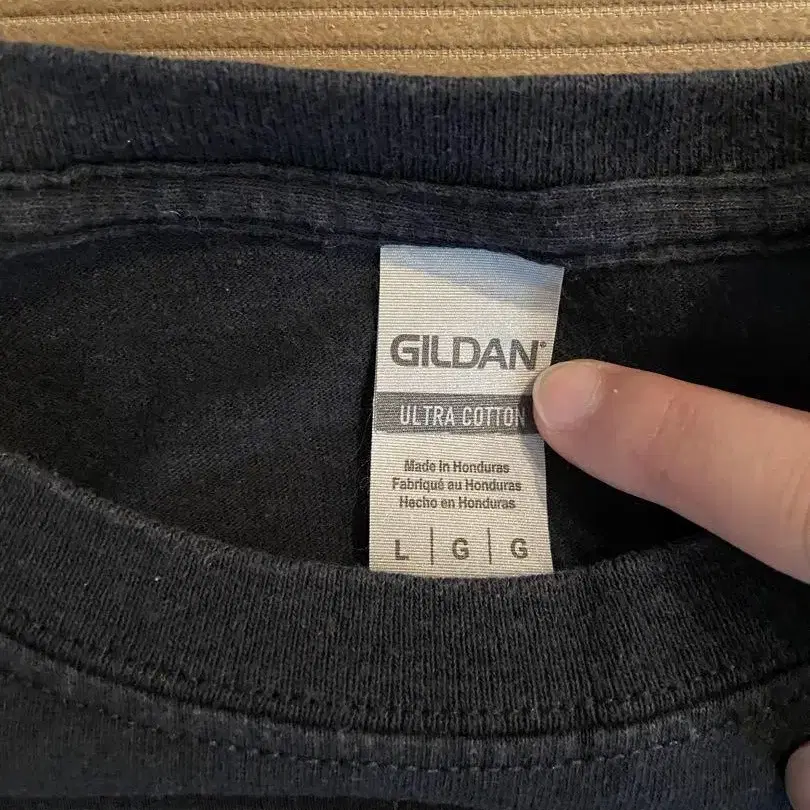 GILDAN®
ULTRA COTTON
Made in Honduras
Fabriqué au Honduras
Hecho en Honduras
L | G | G